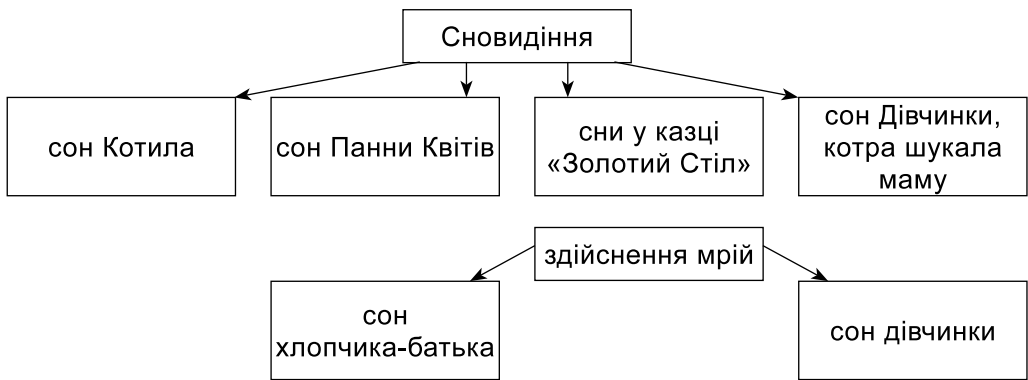 Сновидіння
сон Котила
сон Панни Квітів
сни у казці
«Золотий Стіл»
сон Дівчинки,
котра шукала
маму
здійснення мрій
сон
хлопчика-батька
сон дівчинки